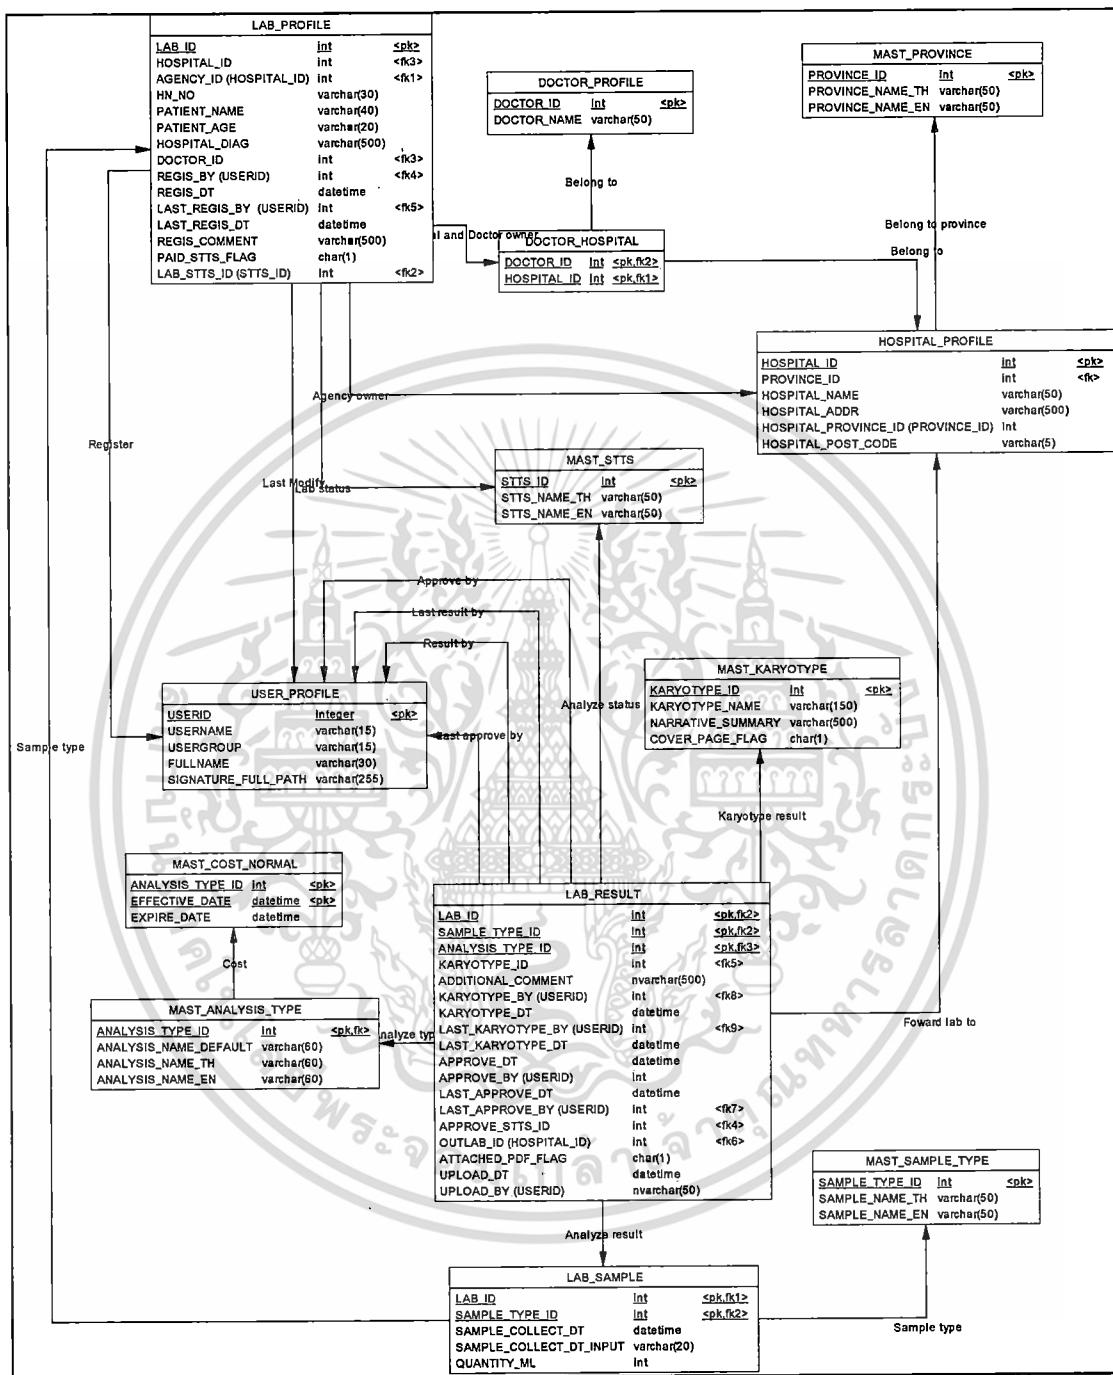 LAB_PROFILE
LAB_ID int <pk>
HOSPITAL_ID int <fk3>
AGENCY_ID (HOSPITAL_ID) int <fk1>
HN_NO varchar(30)
PATIENT_NAME varchar(40)
PATIENT_AGE varchar(20)
HOSPITAL_DIAG varchar(500)
DOCTOR_ID int <fk3>
REGIS_BY (USERID) int <fk4>
REGIS_DT datetime
LAST_REGIS_BY (USERID) int <fk5>
LAST_REGIS_DT datetime
REGIS_COMMENT varchar(500)
PAID_STTS_FLAG char(1)
LAB_STTS_ID (STTS_ID) int <fk2>
MAST_PROVINCE
PROVINCE_ID int <pk>
PROVINCE_NAME_TH varchar(50)
PROVINCE_NAME_EN varchar(50)
DOCTOR_PROFILE
DOCTOR_ID int <pk>
DOCTOR_NAME varchar(50)
Belong to
Belong to province
al and Doctor owner
DOCTOR_HOSPITAL
DOCTOR_ID int <pk,fk2>
HOSPITAL_ID int <pk,fk1>
Belong to
HOSPITAL_PROFILE
HOSPITAL_ID int <pk>
PROVINCE_ID int <fk>
HOSPITAL_NAME varchar(50)
HOSPITAL_ADDR varchar(500)
HOSPITAL_PROVINCE_ID (PROVINCE_ID) int
HOSPITAL_POST_CODE varchar(5)
Agency owner
Register
Last Modify
Lab status
MAST_STTS
STTS_ID int <pk>
STTS_NAME_TH varchar(50)
STTS_NAME_EN varchar(50)
Approve by
Last result by
Result by
USER_PROFILE
USERID Integer <pk>
USERNAME varchar(15)
USERGROUP varchar(15)
FULLNAME varchar(30)
SIGNATURE_FULL_PATH varchar(255)
Last approve by
Analyze status
MAST_KARYOTYPE
KARYOTYPE_ID int <pk>
KARYOTYPE_NAME varchar(150)
NARRATIVE_SUMMARY varchar(500)
COVER_PAGE_FLAG char(1)
Sample type
Karyotype result
MAST_COST_NORMAL
ANALYSIS_TYPE_ID int <pk>
EFFECTIVE_DATE datetime <pk>
EXPIRE_DATE datetime
Cost
MAST_ANALYSIS_TYPE
ANALYSIS_TYPE_ID int <pk,fk>
ANALYSIS_NAME_DEFAULT varchar(60)
ANALYSIS_NAME_TH varchar(60)
ANALYSIS_NAME_EN varchar(60)
Analyze typ
LAB_RESULT
LAB_ID int <pk,fk2>
SAMPLE_TYPE_ID int <pk,fk2>
ANALYSIS_TYPE_ID int <pk,fk3>
KARYOTYPE_ID int <fk5>
ADDITIONAL_COMMENT nvarchar(500)
KARYOTYPE_BY (USERID) int <fk8>
KARYOTYPE_DT datetime
LAST_KARYOTYPE_BY (USERID) int <fk9>
LAST_KARYOTYPE_DT datetime
APPROVE_DT datetime
APPROVE_BY (USERID) int
LAST_APPROVE_DT datetime
LAST_APPROVE_BY (USERID) int <fk7>
APPROVE_STTS_ID int <fk4>
OUTLAB_ID (HOSPITAL_ID) int <fk6>
ATTACHED_PDF_FLAG char(1)
UPLOAD_DT datetime
UPLOAD_BY (USERID) nvarchar(50)
Foward lab to
MAST_SAMPLE_TYPE
SAMPLE_TYPE_ID int <pk>
SAMPLE_NAME_TH varchar(50)
SAMPLE_NAME_EN varchar(50)
Analyze result
LAB_SAMPLE
LAB_ID int <pk,fk1>
SAMPLE_TYPE_ID int <pk,fk2>
SAMPLE_COLLECT_DT datetime
SAMPLE_COLLECT_DT_INPUT varchar(20)
QUANTITY_ML int
Sample type